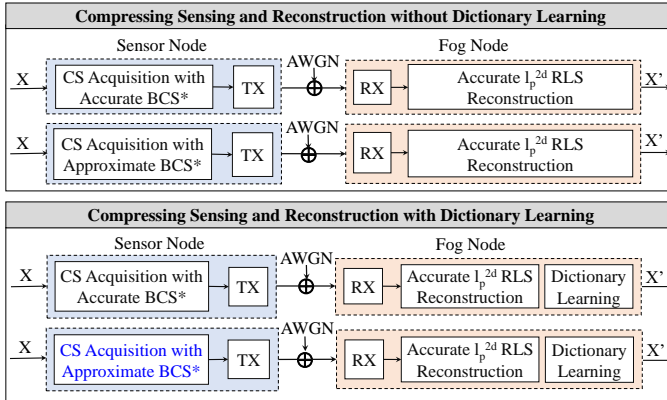 Compressing Sensing and Reconstruction without Dictionary Learning
Sensor Node
Fog Node
X
CS Acquisition with
Accurate BCS*
TX
AWGN
RX
Accurate l_p^2d RLS
Reconstruction
X'
X
CS Acquisition with
Approximate BCS*
TX
AWGN
RX
Accurate l_p^2d RLS
Reconstruction
X'
Compressing Sensing and Reconstruction with Dictionary Learning
Sensor Node
Fog Node
X
CS Acquisition with
Accurate BCS*
TX
AWGN
RX
Accurate l_p^2d RLS
Reconstruction
Dictionary
Learning
X'
X
CS Acquisition with
Approximate BCS*
TX
AWGN
RX
Accurate l_p^2d RLS
Reconstruction
Dictionary
Learning
X'